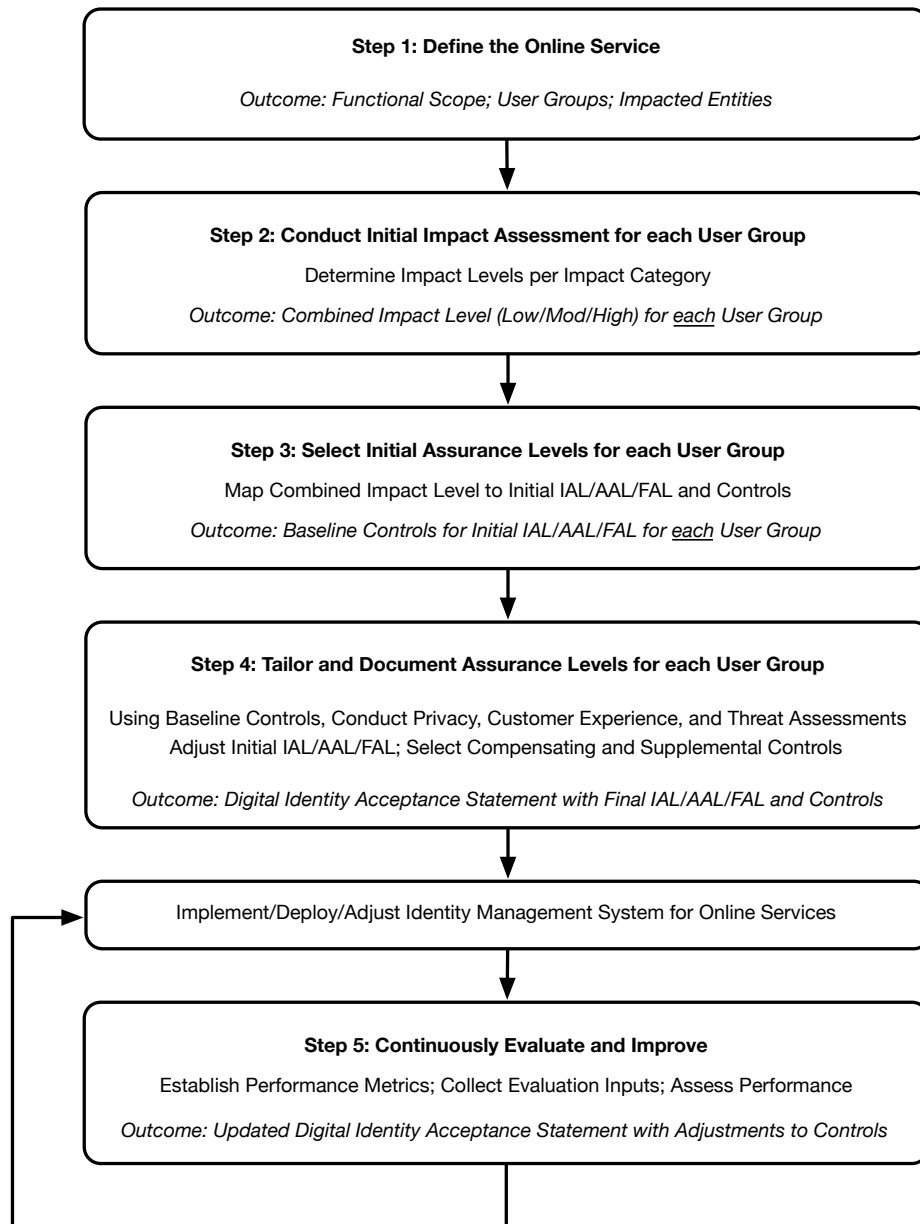 Step 1: Define the Online Service
Outcome: Functional Scope; User Groups; Impacted Entities
Step 2: Conduct Initial Impact Assessment for each User Group
Determine Impact Levels per Impact Category
Outcome: Combined Impact Level (Low/Mod/High) for each User Group
Step 3: Select Initial Assurance Levels for each User Group
Map Combined Impact Level to Initial IAL/AAL/FAL and Controls
Outcome: Baseline Controls for Initial IAL/AAL/FAL for each User Group
Step 4: Tailor and Document Assurance Levels for each User Group
Using Baseline Controls, Conduct Privacy, Customer Experience, and Threat Assessments
Adjust Initial IAL/AAL/FAL; Select Compensating and Supplemental Controls
Outcome: Digital Identity Acceptance Statement with Final IAL/AAL/FAL and Controls
Implement/Deploy/Adjust Identity Management System for Online Services
Step 5: Continuously Evaluate and Improve
Establish Performance Metrics; Collect Evaluation Inputs; Assess Performance
Outcome: Updated Digital Identity Acceptance Statement with Adjustments to Controls